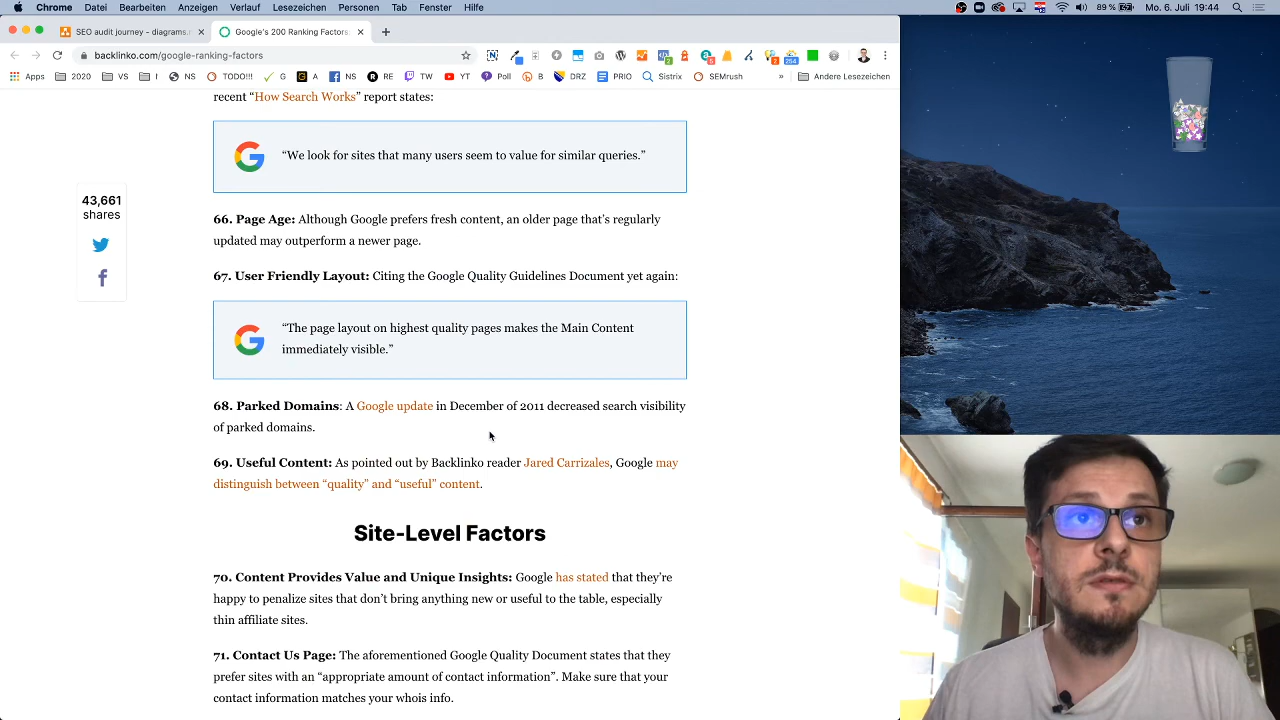 Chrome Datei Bearbeiten Anzeigen Verlauf Lesezeichen Personen Tab Fenster Hilfe
89 % Mo. 6. Juli 19:44
SEO audit journey - diagrams.n
Google's 200 Ranking Factors:
backlinko.com/google-ranking-factors
Apps 2020 VS I NS TODO!!! G A NS RE TW YT Poll B DRZ PRIO Sistrix SEMrush » Andere Lesezeichen
recent “How Search Works” report states:
“We look for sites that many users seem to value for similar queries.”
43,661
shares
66. Page Age: Although Google prefers fresh content, an older page that’s regularly
updated may outperform a newer page.
67. User Friendly Layout: Citing the Google Quality Guidelines Document yet again:
“The page layout on highest quality pages makes the Main Content
immediately visible.”
68. Parked Domains: A Google update in December of 2011 decreased search visibility
of parked domains.
69. Useful Content: As pointed out by Backlinko reader Jared Carrizales, Google may
distinguish between “quality” and “useful” content.
Site-Level Factors
70. Content Provides Value and Unique Insights: Google has stated that they’re
happy to penalize sites that don’t bring anything new or useful to the table, especially
thin affiliate sites.
71. Contact Us Page: The aforementioned Google Quality Document states that they
prefer sites with an “appropriate amount of contact information”. Make sure that your
contact information matches your whois info.